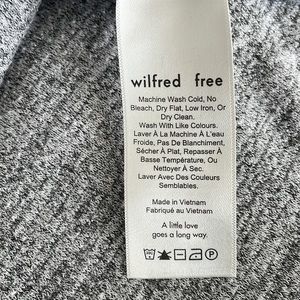 wilfred free
Machine Wash Cold, No
Bleach, Dry Flat, Low Iron, Or
Dry Clean.
Wash With Like Colours.
Laver À La Machine À L'eau
Froide, Pas De Blanchiment,
Sécher À Plat, Repasser À
Basse Température, Ou
Nettoyer À Sec.
Laver Avec Des Couleurs
Semblables.
Made in Vietnam
Fabriqué au Vietnam
A little love
goes a long way.